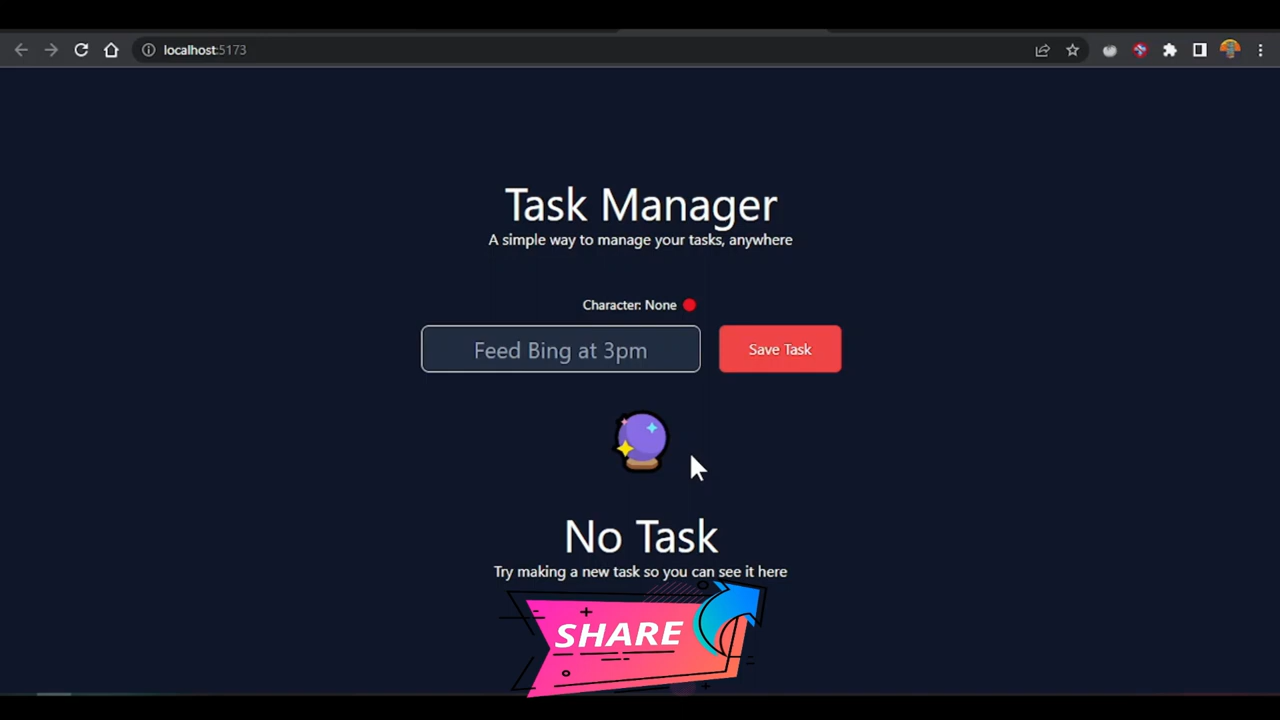 localhost:5173
Task Manager
A simple way to manage your tasks, anywhere
Character: None
Feed Bing at 3pm
Save Task
No Task
Try making a new task so you can see it here
SHARE